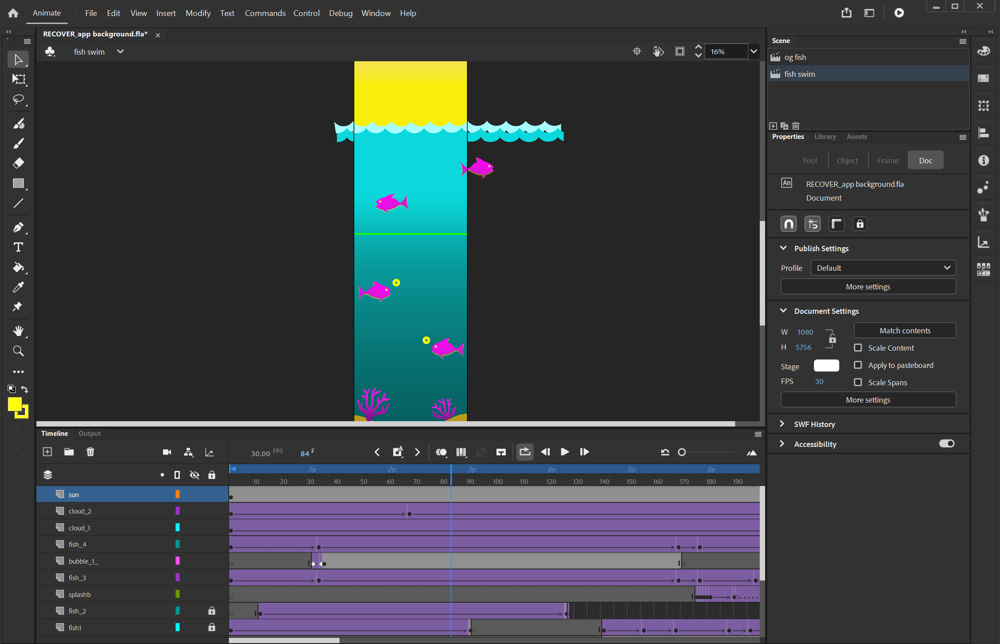 Animate File Edit View Insert Modify Text Commands Control Debug Window Help
RECOVER_app background.fla*
fish swim
16%
Scene
og fish
fish swim
Properties Library Assets
Tool Object Frame Doc
An
RECOVER_app background.fla
Document
Publish Settings
Profile Default
More settings
Document Settings
W 1080
Match contents
H 5756
Scale Content
Stage
Apply to pasteboard
FPS 30
Scale Spans
More settings
SWF History
Accessibility
Timeline Output
30.00 FPS 84 F
1s 2s 3s 4s 5s 6s
10 20 30 40 50 60 70 80 90 100 110 120 130 140 150 160 170 180 190
sun
cloud_2
cloud_1
fish_4
bubble_1_
fish_3
splashb
fish_2
fish1